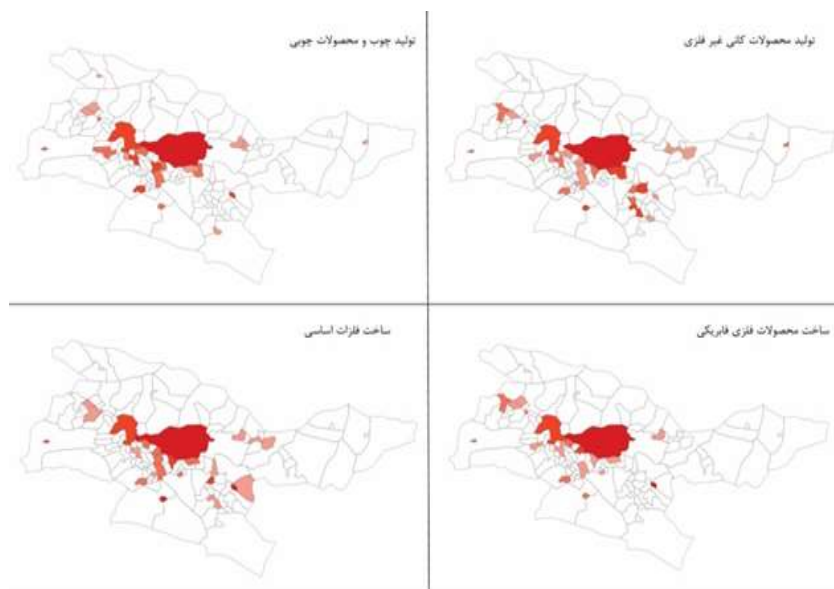 تولید محصولات کانی غیر فلزی
تولید چوب و محصولات چوبی
ساخت محصولات فلزی فابریکی
ساخت فلزات اساسی